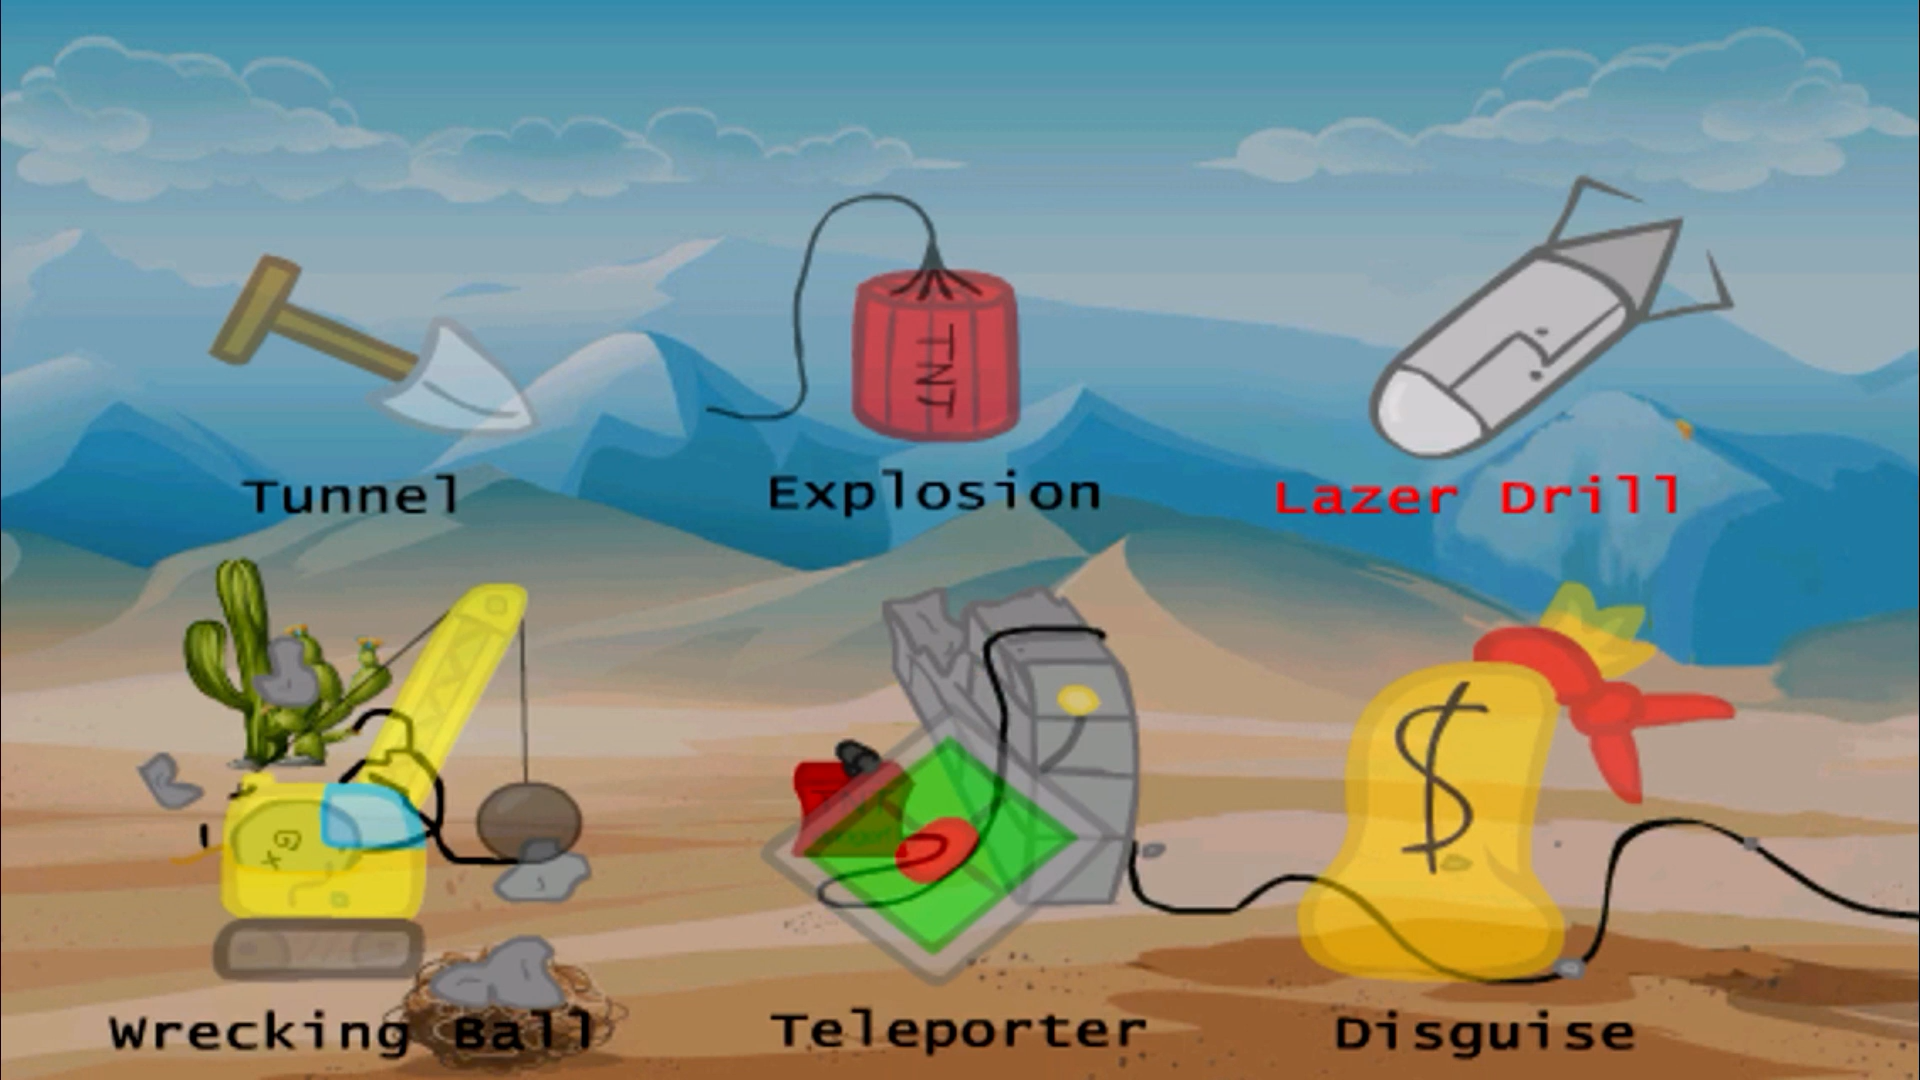 TNT
Tunnel
Explosion
Lazer Drill
$
Wrecking Ball
Teleporter
Disguise